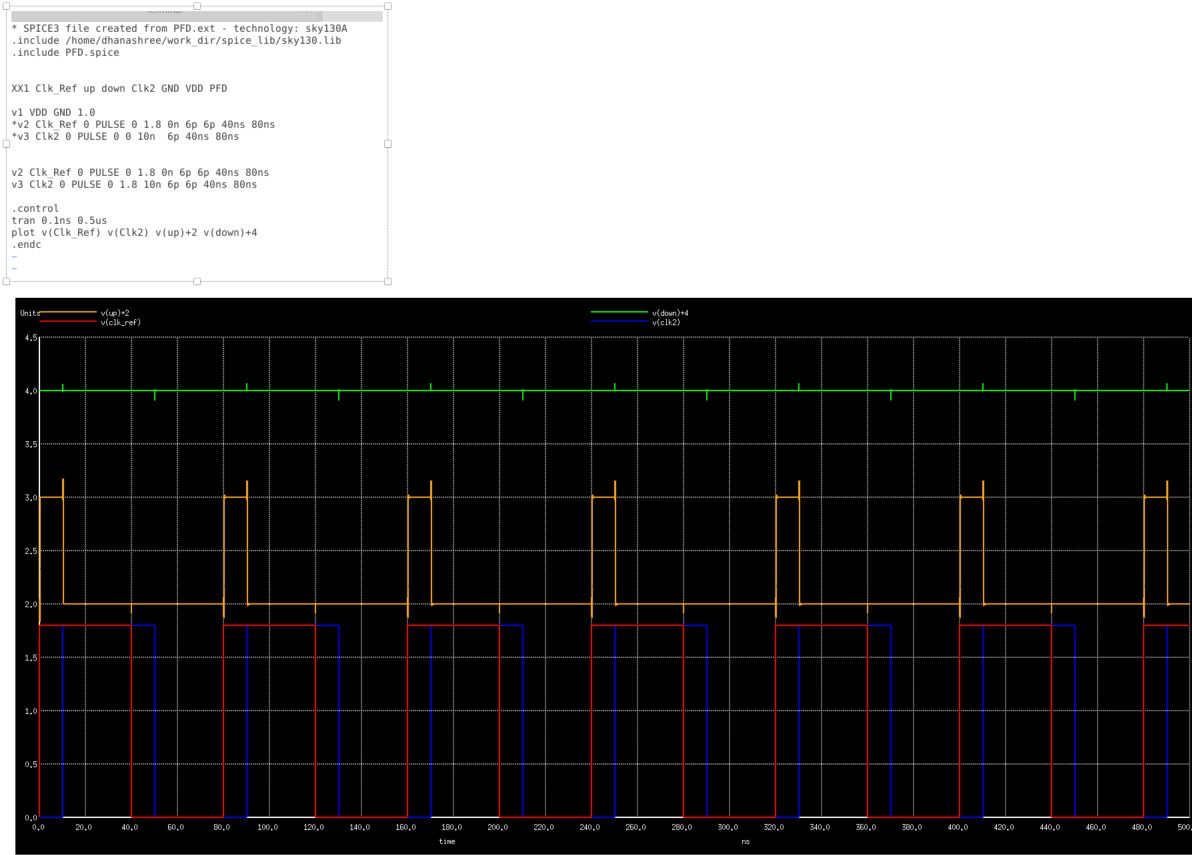 * SPICE3 file created from PFD.ext - technology: sky130A
.include /home/dhanashree/work_dir/spice_lib/sky130.lib
.include PFD.spice
XX1 Clk_Ref up down Clk2 GND VDD PFD
v1 VDD GND 1.0
*v2 Clk_Ref 0 PULSE 0 1.8 0n 6p 6p 40ns 80ns
*v3 Clk2 0 PULSE 0 0 10n  6p 40ns 80ns
v2 Clk_Ref 0 PULSE 0 1.8 0n 6p 6p 40ns 80ns
v3 Clk2 0 PULSE 0 1.8 10n 6p 6p 40ns 80ns
.control
tran 0.1ns 0.5us
plot v(Clk_Ref) v(Clk2) v(up)+2 v(down)+4
.endc
~
~
Units v(up)+2 v(down)+4
v(clk_ref) v(clk2)
4.5
4.0
3.5
3.0
2.5
2.0
1.5
1.0
0.5
0.0
0.0 20.0 40.0 60.0 80.0 100.0 120.0 140.0 160.0 180.0 200.0 220.0 240.0 260.0 280.0 300.0 320.0 340.0 360.0 380.0 400.0 420.0 440.0 460.0 480.0 500.
time ns